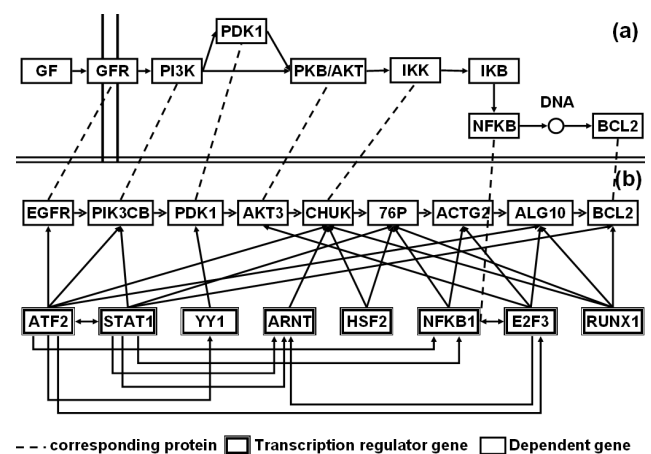 (a)
PDK1
GF GFR PI3K PKB/AKT IKK IKB
DNA
NFKB BCL2
(b)
EGFR PIK3CB PDK1 AKT3 CHUK 76P ACTG2 ALG10 BCL2
ATF2 STAT1 YY1 ARNT HSF2 NFKB1 E2F3 RUNX1
corresponding protein Transcription regulator gene Dependent gene